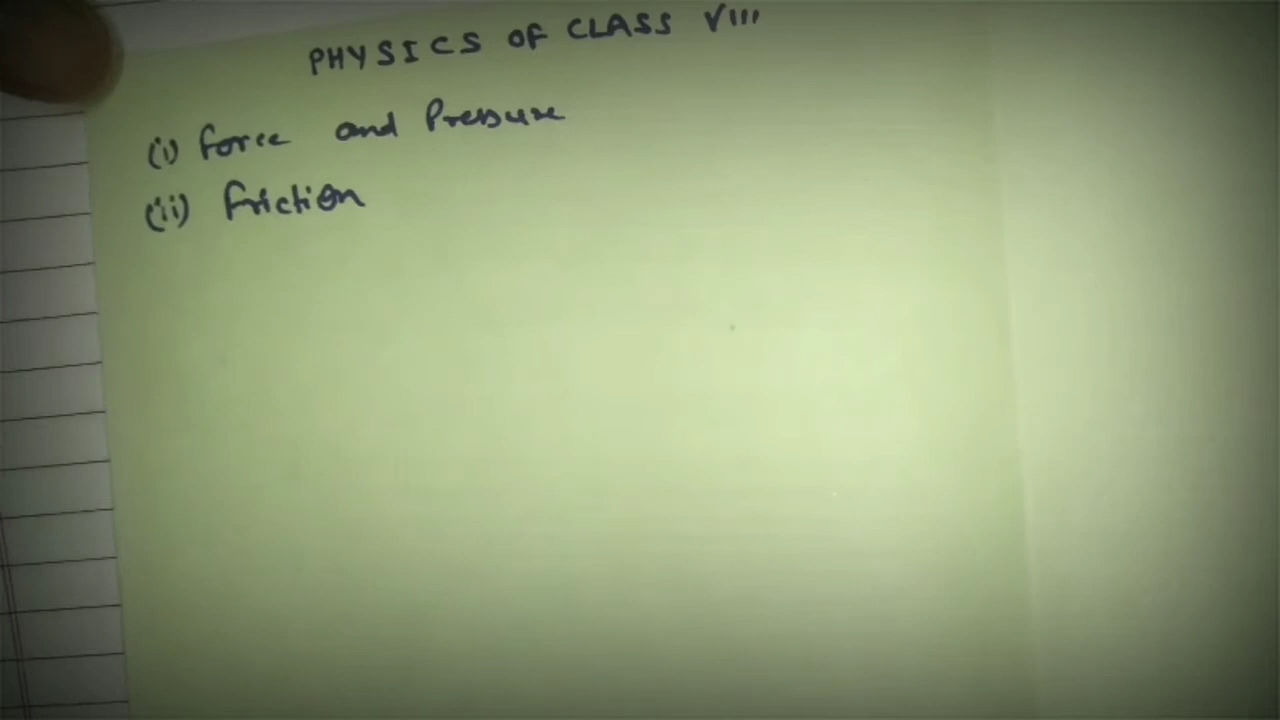 PHYSICS OF CLASS VIII
(i) Force and Pressure
(ii) Friction